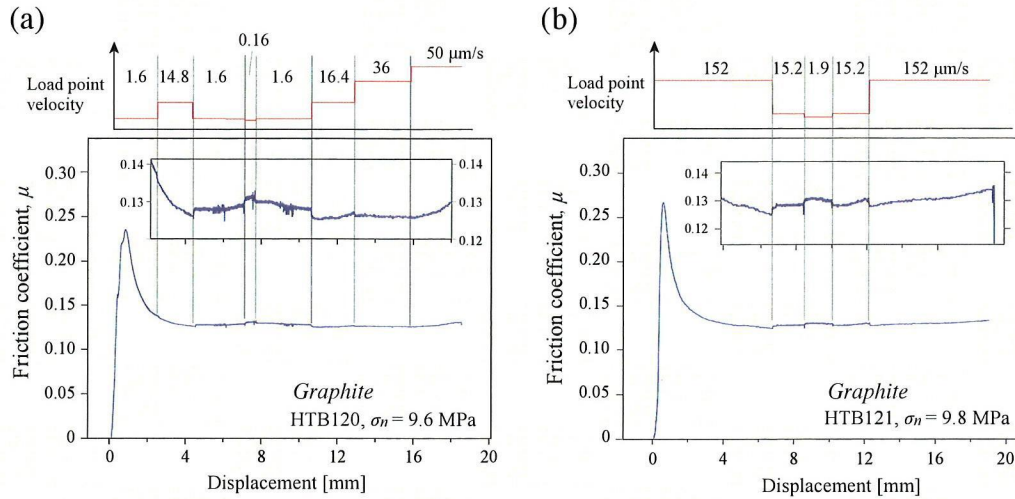 (a)
0.16
50 μm/s
36
1.6 14.8 1.6 1.6 16.4
Load point
velocity
0.30
0.25
0.20
0.15
0.10
0.05
0
Friction coefficient, μ
0.14
0.13
0.14
0.13
0.12
Graphite
HTB120, σn = 9.6 MPa
0 4 8 12 16 20
Displacement [mm]
(b)
152 15.2 1.9 15.2 152 μm/s
Load point
velocity
0.30
0.25
0.20
0.15
0.10
0.05
0
Friction coefficient, μ
0.14
0.13
0.12
Graphite
HTB121, σn = 9.8 MPa
0 4 8 12 16 20
Displacement [mm]